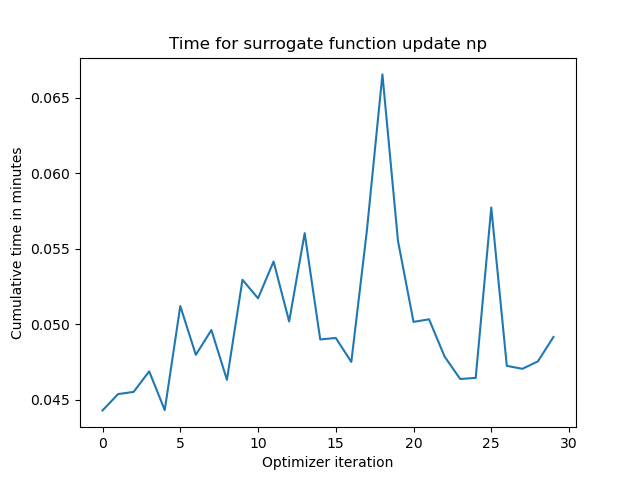 Time for surrogate function update np
Cumulative time in minutes
0.065
0.060
0.055
0.050
0.045
0 5 10 15 20 25 30
Optimizer iteration